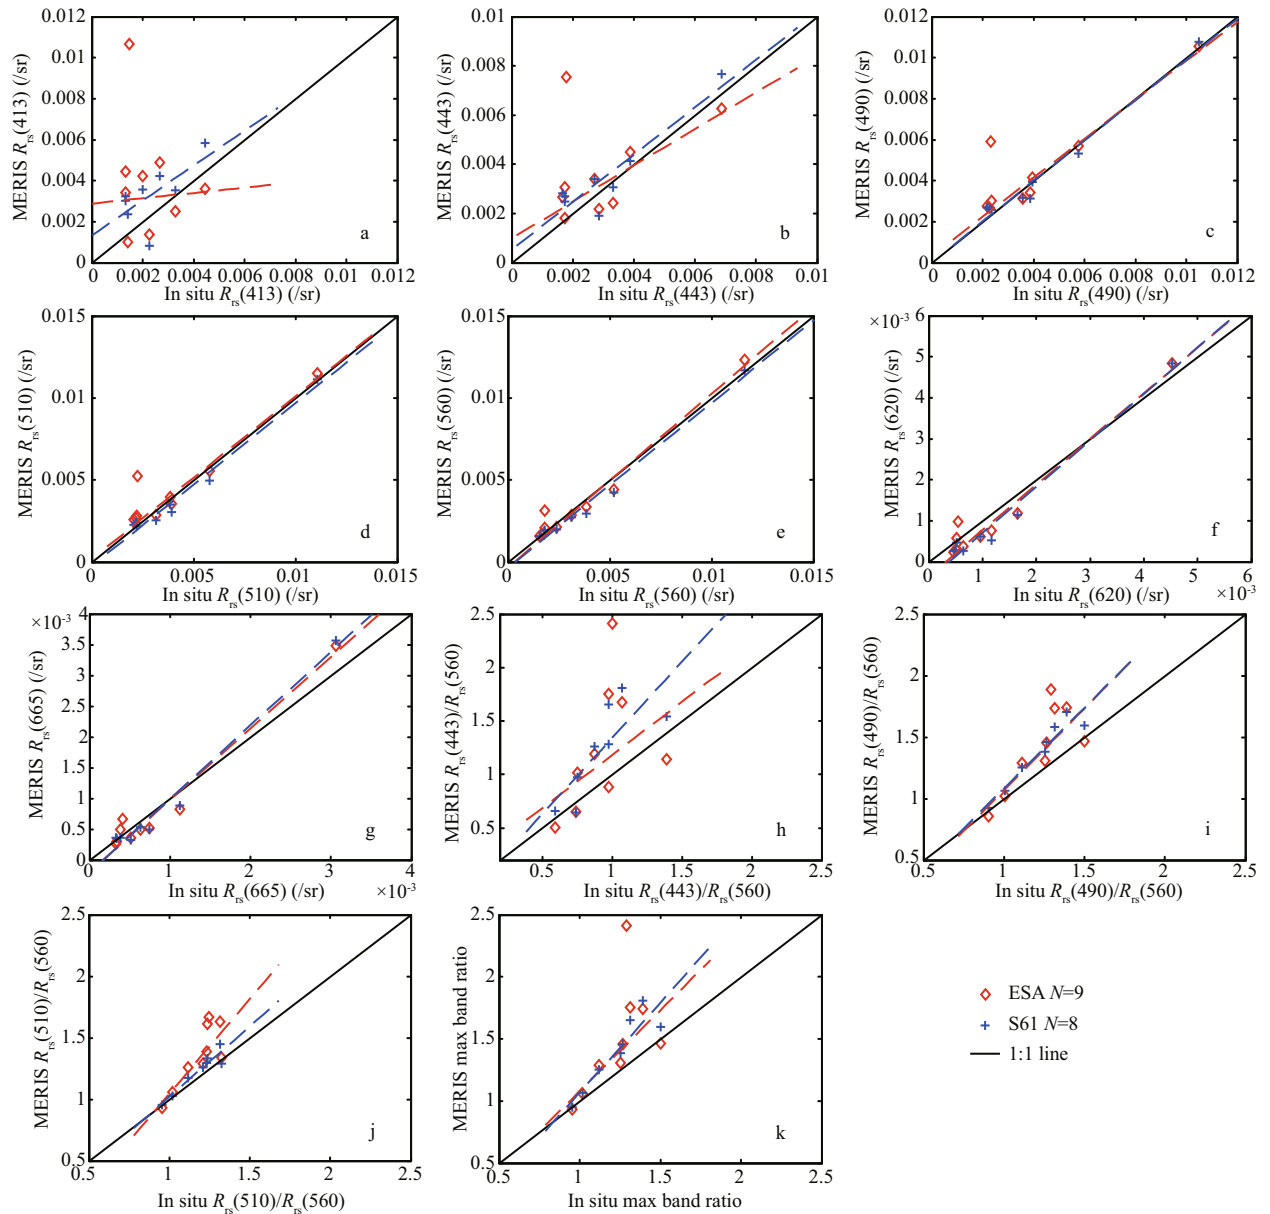 MERIS Rrs(413) (/sr)
0.012
0.01
0.008
0.006
0.004
0.002
0
a
0 0.002 0.004 0.006 0.008 0.01 0.012
In situ Rrs(413) (/sr)
MERIS Rrs(443) (/sr)
0.01
0.008
0.006
0.004
0.002
0
b
0.002 0.004 0.006 0.008 0.01
In situ Rrs(443) (/sr)
MERIS Rrs(490) (/sr)
0.012
0.01
0.008
0.006
0.004
0.002
0
c
0 0.002 0.004 0.006 0.008 0.01 0.012
In situ Rrs(490) (/sr)
MERIS Rrs(510) (/sr)
0.015
0.01
0.005
0
d
0 0.005 0.01 0.015
In situ Rrs(510) (/sr)
MERIS Rrs(560) (/sr)
0.015
0.01
0.005
0
e
0 0.005 0.01 0.015
In situ Rrs(560) (/sr)
×10-3
MERIS Rrs(620) (/sr)
6
5
4
3
2
1
0
f
0 1 2 3 4 5 6
In situ Rrs(620) (/sr)
×10-3
×10-3
MERIS Rrs(665) (/sr)
4
3.5
3
2.5
2
1.5
1
0.5
0
g
0 1 2 3 4
In situ Rrs(665) (/sr)
×10-3
MERIS Rrs(443)/Rrs(560)
2.5
2
1.5
1
0.5
h
0.5 1 1.5 2 2.5
In situ Rrs(443)/Rrs(560)
MERIS Rrs(490)/Rrs(560)
2.5
2
1.5
1
0.5
i
0.5 1 1.5 2 2.5
In situ Rrs(490)/Rrs(560)
MERIS Rrs(510)/Rrs(560)
2.5
2
1.5
1
0.5
j
0.5 1 1.5 2 2.5
In situ Rrs(510)/Rrs(560)
MERIS max band ratio
2.5
2
1.5
1
0.5
k
0.5 1 1.5 2 2.5
In situ max band ratio
ESA N=9
S61 N=8
1:1 line